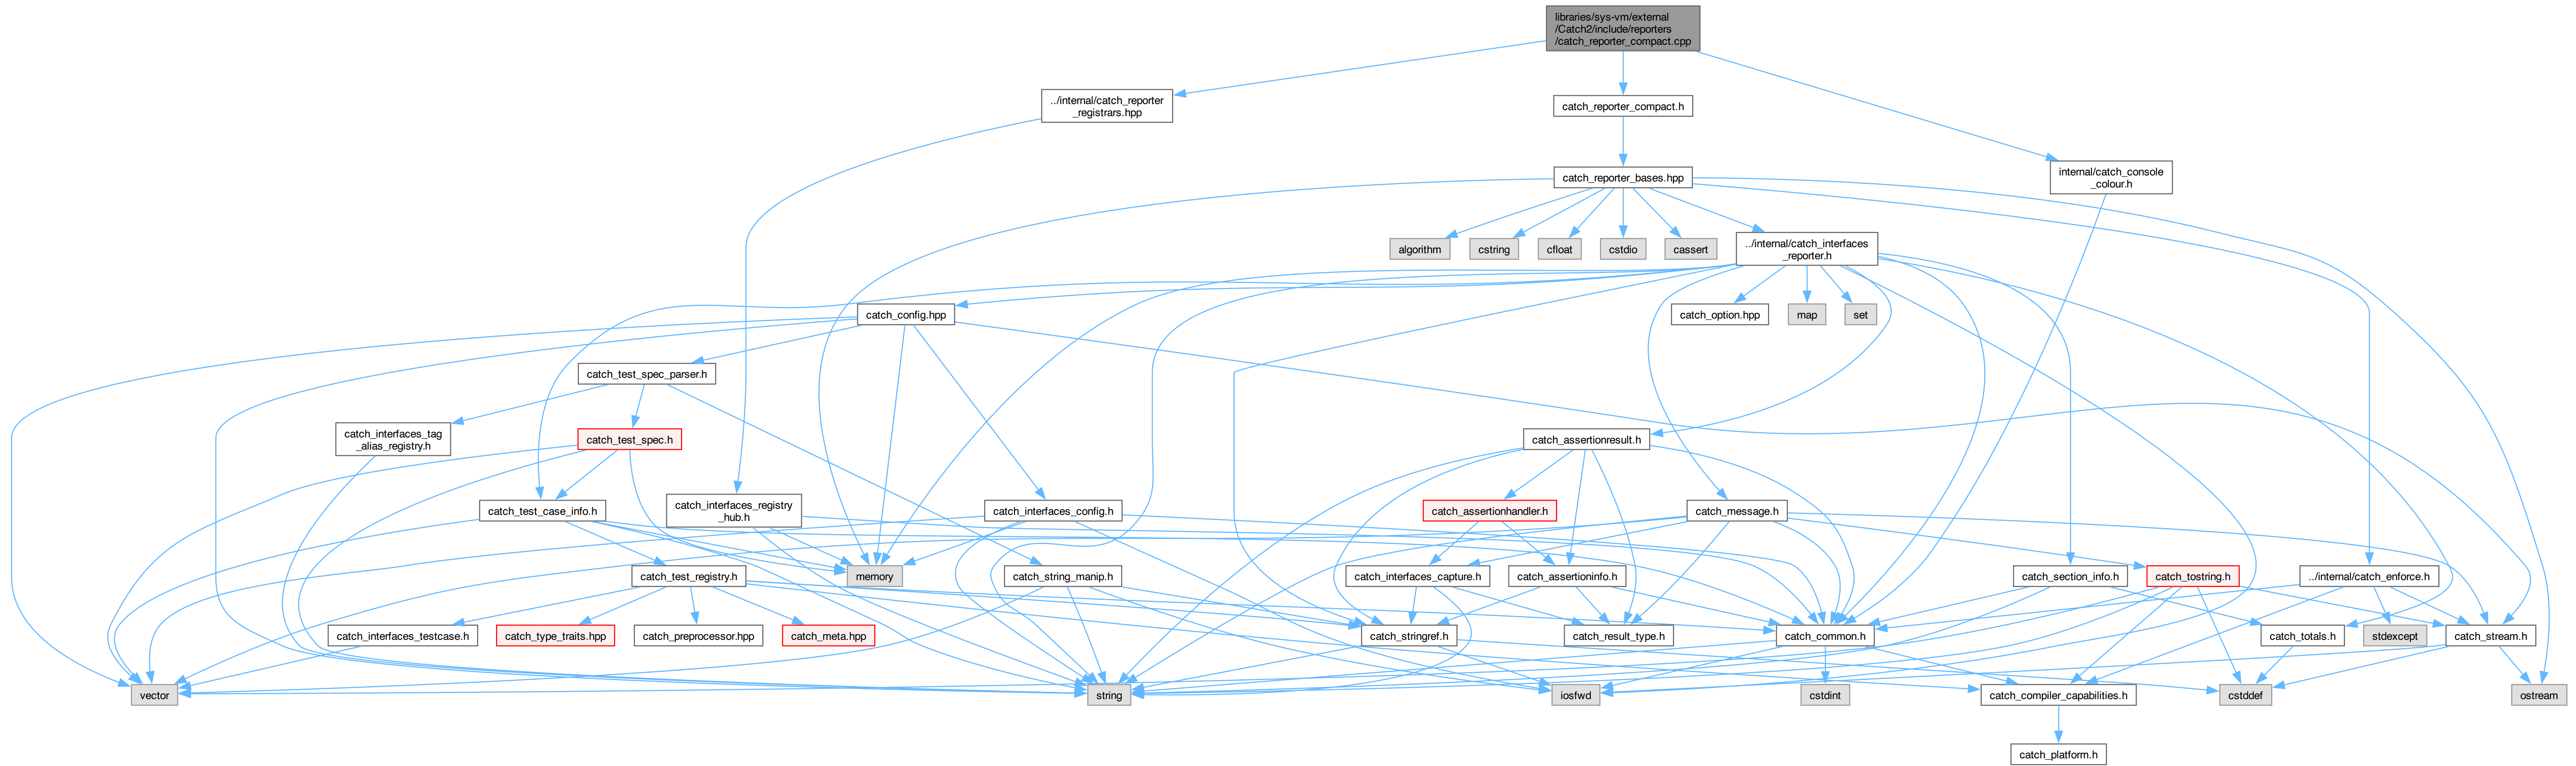 libraries/sys-vm/external
/Catch2/include/reporters
/catch_reporter_compact.cpp
../internal/catch_reporter
_registrars.hpp
catch_reporter_compact.h
catch_reporter_bases.hpp
internal/catch_console
_colour.h
algorithm
cstring
cfloat
cstdio
cassert
../internal/catch_interfaces
_reporter.h
catch_config.hpp
catch_option.hpp
map
set
catch_test_spec_parser.h
catch_interfaces_tag
_alias_registry.h
catch_test_spec.h
catch_assertionresult.h
catch_test_case_info.h
catch_interfaces_registry
_hub.h
catch_interfaces_config.h
catch_assertionhandler.h
catch_message.h
catch_test_registry.h
memory
catch_string_manip.h
catch_interfaces_capture.h
catch_assertioninfo.h
catch_section_info.h
catch_tostring.h
../internal/catch_enforce.h
catch_interfaces_testcase.h
catch_type_traits.hpp
catch_preprocessor.hpp
catch_meta.hpp
catch_stringref.h
catch_result_type.h
catch_common.h
catch_totals.h
stdexcept
catch_stream.h
vector
string
iosfwd
cstdint
catch_compiler_capabilities.h
cstddef
ostream
catch_platform.h